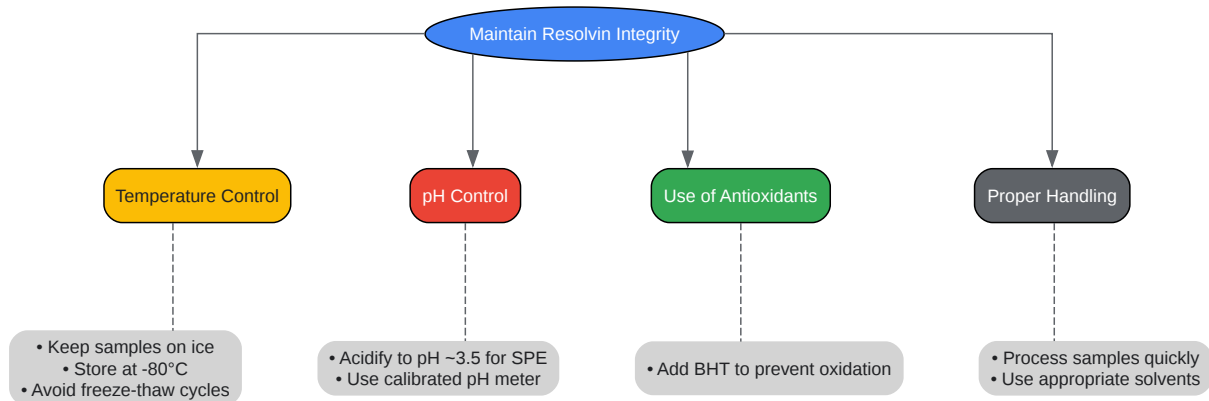 Maintain Resolvin Integrity
Temperature Control
pH Control
Use of Antioxidants
Proper Handling
• Keep samples on ice
• Store at -80°C
• Avoid freeze-thaw cycles
• Acidify to pH ~3.5 for SPE
• Use calibrated pH meter
• Add BHT to prevent oxidation
• Process samples quickly
• Use appropriate solvents